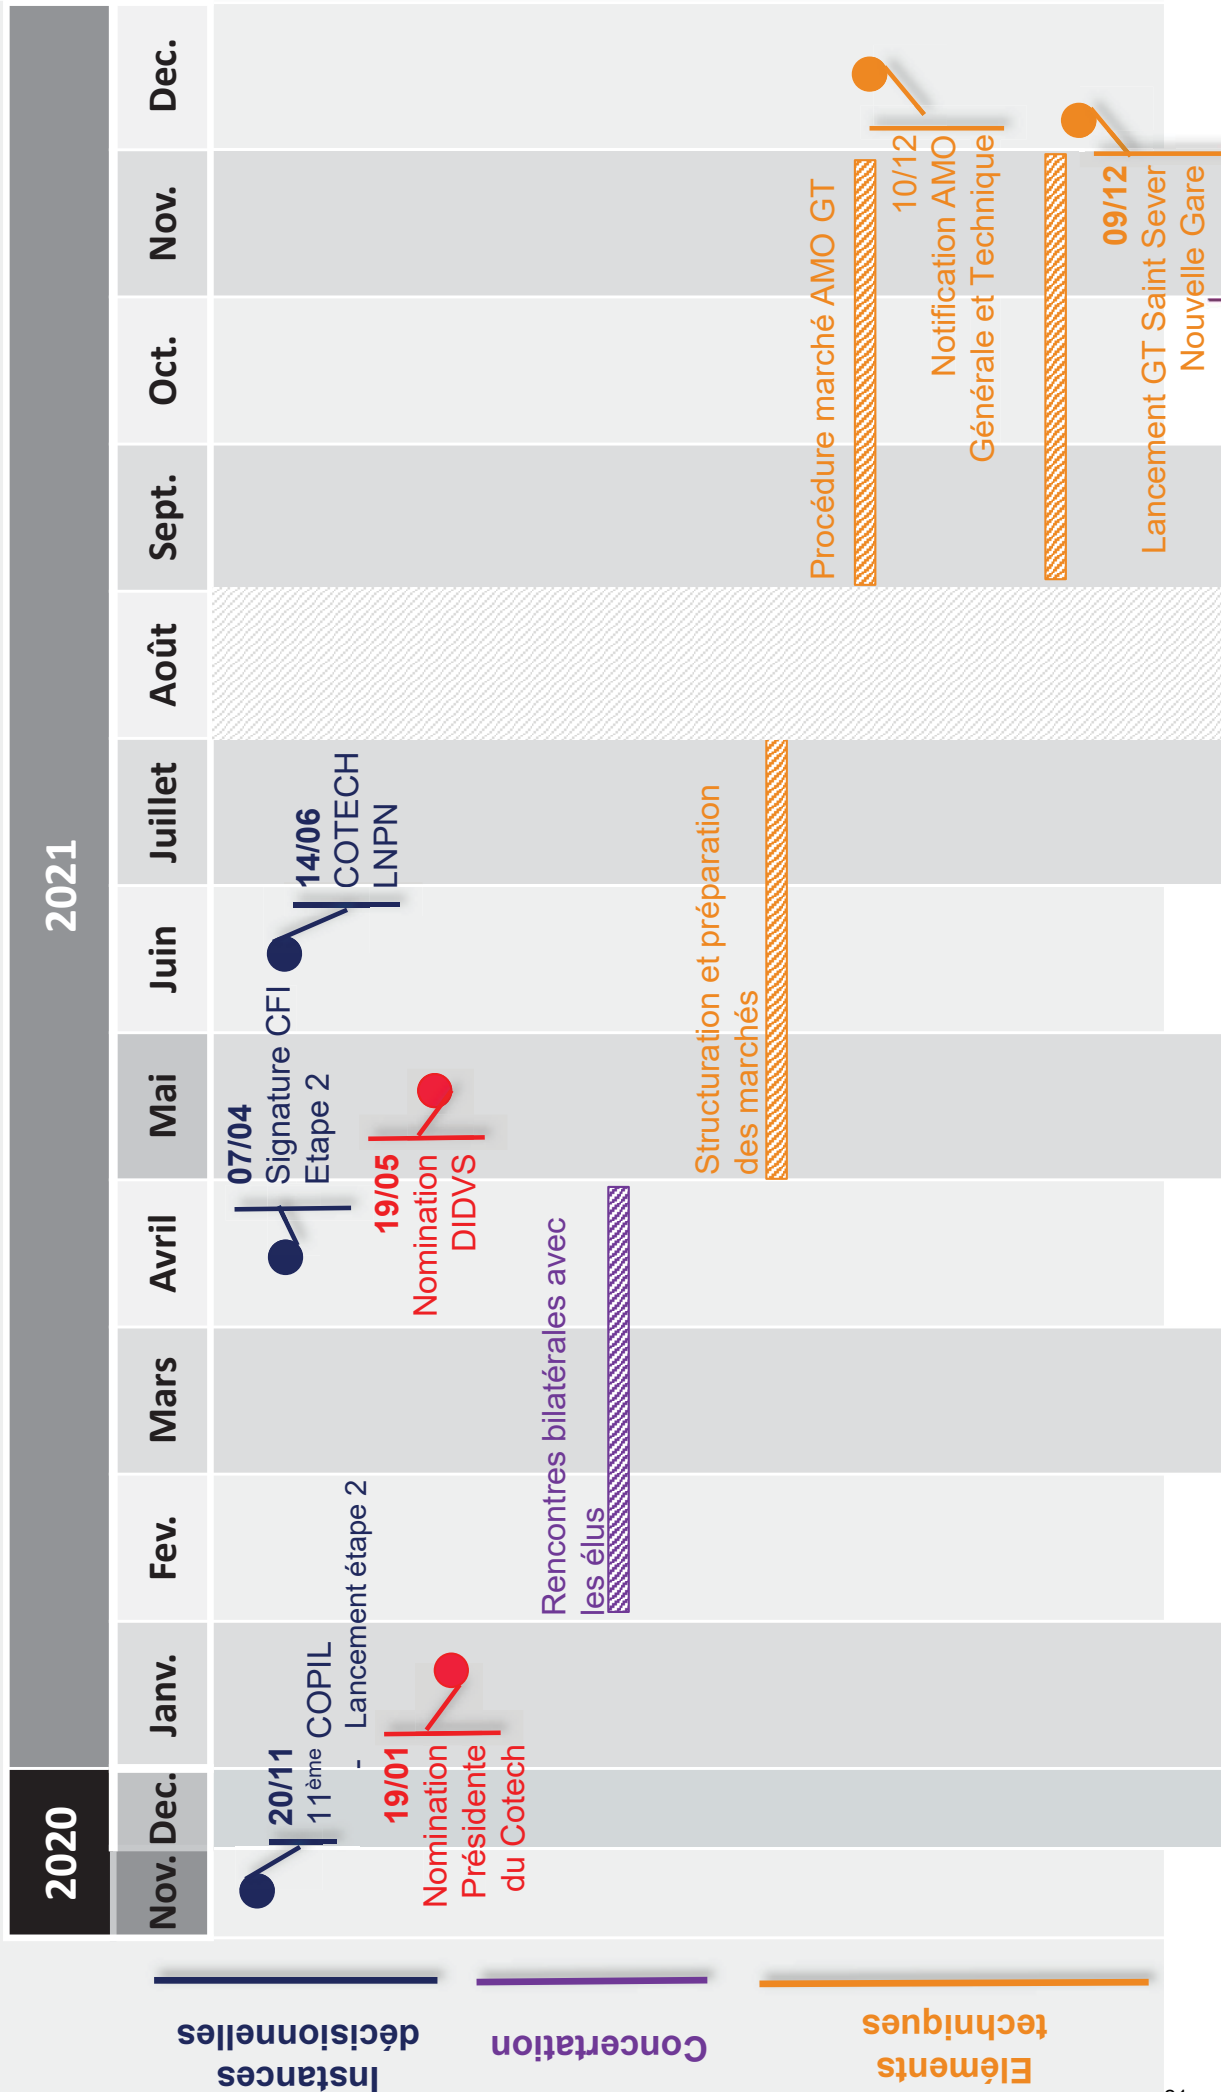 2020
2021
Nov.
Dec.
Janv.
Fev.
Mars
Avril
Mai
Juin
Juillet
Août
Sept.
Oct.
Nov.
Dec.
Instances
décisionnelles
20/11
11ème COPIL
- Lancement étape 2
19/01
Nomination
Présidente
du Cotech
07/04
Signature CFI
Etape 2
19/05
Nomination
DIDVS
14/06
COTECH
LNPN
Concertation
Rencontres bilatérales avec
les élus
Eléments
techniques
Structuration et préparation
des marchés
Procédure marché AMO GT
10/12
Notification AMO
Générale et Technique
09/12
Lancement GT Saint Sever
Nouvelle Gare